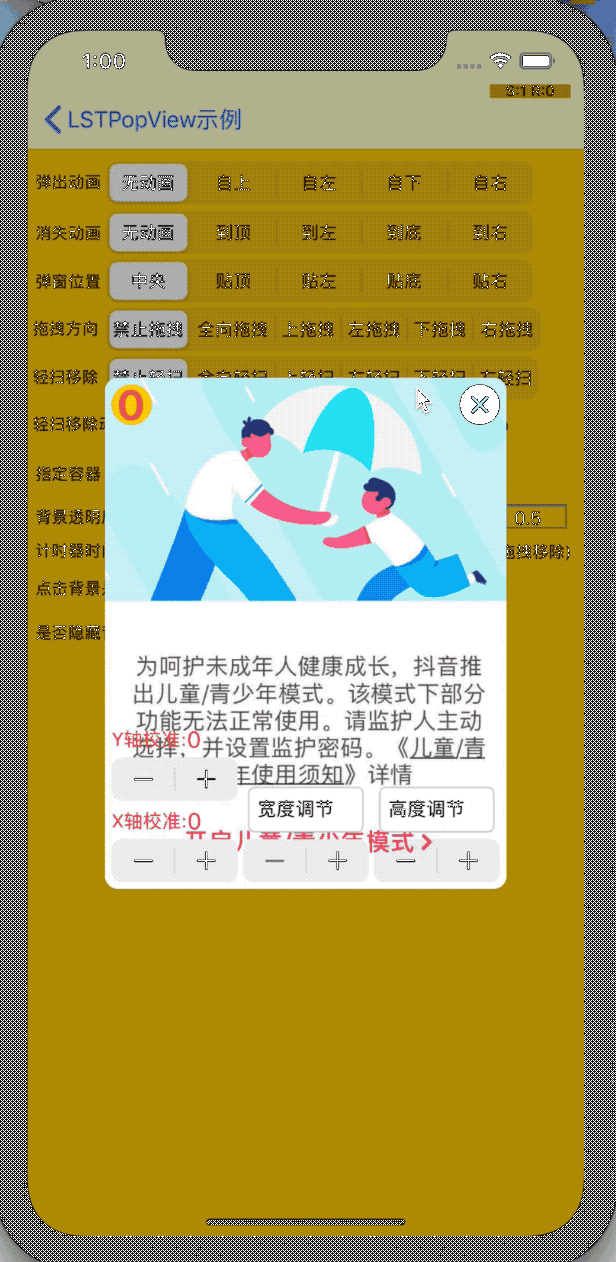 1:00
S:1 R:0
LSTPopView示例
弹出动画 无动画 自上 自左 自下 自右
消失动画 无动画 到顶 到左 到底 到右
弹窗位置 中央 贴顶 贴左 贴底 贴右
拖拽方向 禁止拖拽 全向拖拽 上拖拽 左拖拽 下拖拽 右拖拽
轻扫移除 禁止轻扫 全向轻扫 上轻扫 左轻扫 下轻扫 右轻扫
轻扫移除
0
指定容器
背景透明 0.5
计时器时 拖拽移除)
点击背景
是否隐藏
为呵护未成年人健康成长，抖音推
出儿童/青少年模式。该模式下部分
功能无法正常使用。请监护人主动
选择，并设置监护密码。《儿童/青
年使用须知》详情
Y轴校准:0
宽度调节 高度调节
X轴校准:0
开启儿童/青少年模式